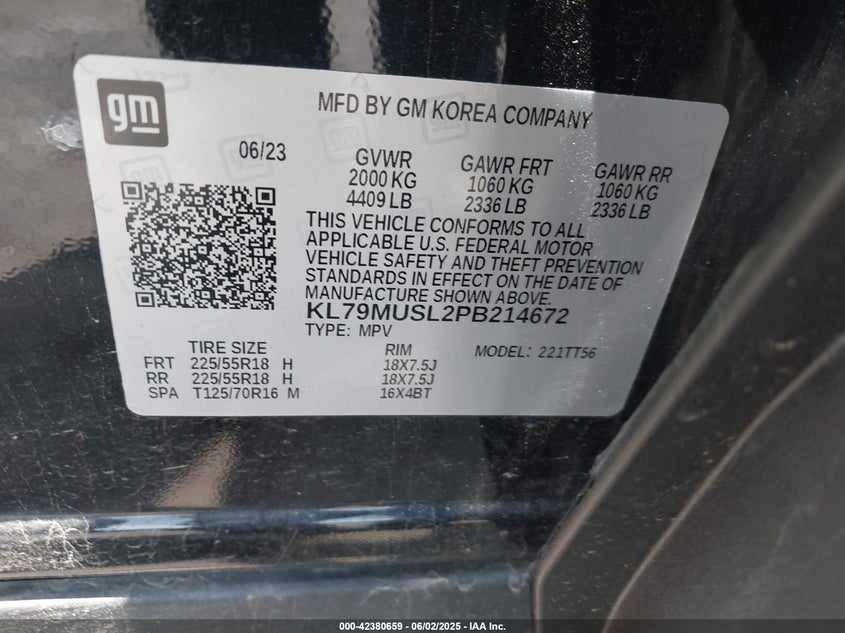 gm
MFD BY GM KOREA COMPANY
06/23
GVWR
2000 KG
4409 LB
GAWR FRT
1060 KG
2336 LB
GAWR RR
1060 KG
2336 LB
THIS VEHICLE CONFORMS TO ALL
APPLICABLE U.S. FEDERAL MOTOR
VEHICLE SAFETY AND THEFT PREVENTION
STANDARDS IN EFFECT ON THE DATE OF
MANUFACTURE SHOWN ABOVE.
KL79MUSL2PB214672
TYPE: MPV
MODEL: 221TT56
TIRE SIZE RIM
FRT 225/55R18 H 18X7.5J
RR 225/55R18 H 18X7.5J
SPA T125/70R16 M 16X4BT
000-42380659 - 06/02/2025 - IAA Inc.